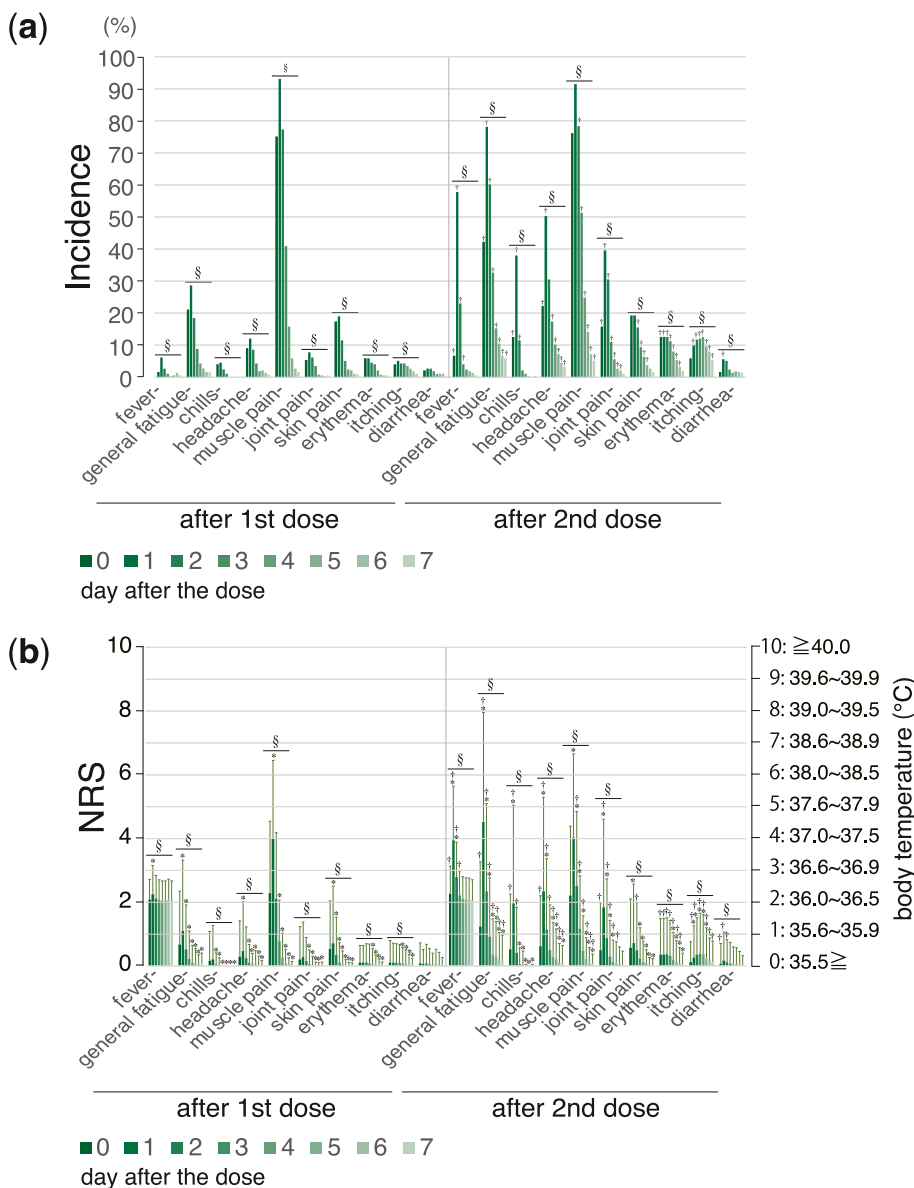 (a)
(%)
100
90
80
70
60
50
40
30
20
10
0
Incidence
§ § § § § § § § §
§ § § § § § § § § §
fever
general fatigue
chills
headache
muscle pain
joint pain
skin pain
erythema
itching
diarrhea
fever
general fatigue
chills
headache
muscle pain
joint pain
skin pain
erythema
itching
diarrhea
after 1st dose
after 2nd dose
0 1 2 3 4 5 6 7
day after the dose
(b)
10
8
6
4
2
0
NRS
§ § § § § § § § §
§ § § § § § § § § §
10: ≧40.0
9: 39.6~39.9
8: 39.0~39.5
7: 38.6~38.9
6: 38.0~38.5
5: 37.6~37.9
4: 37.0~37.5
3: 36.6~36.9
2: 36.0~36.5
1: 35.6~35.9
0: 35.5≧
body temperature (°C)
fever
general fatigue
chills
headache
muscle pain
joint pain
skin pain
erythema
itching
diarrhea
fever
general fatigue
chills
headache
muscle pain
joint pain
skin pain
erythema
itching
diarrhea
after 1st dose
after 2nd dose
0 1 2 3 4 5 6 7
day after the dose